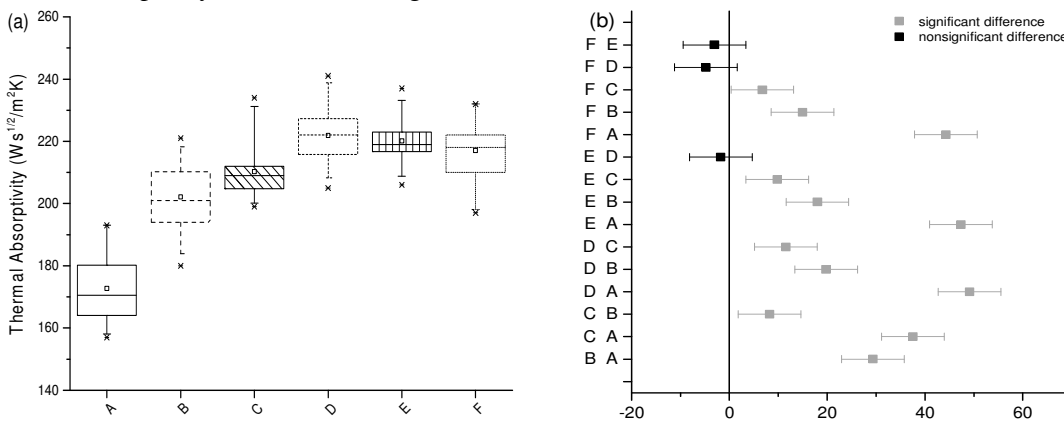 (a)
Thermal Absorptivity (Ws1/2/m2K)
260
240
220
200
180
160
140
A B C D E F
(b)
significant difference
nonsignificant difference
F E
F D
F C
F B
F A
E D
E C
E B
E A
D C
D B
D A
C B
C A
B A
-20 0 20 40 60